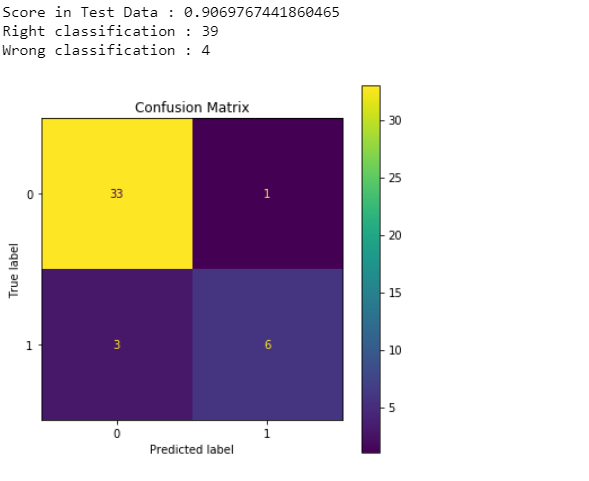 Score in Test Data : 0.9069767441860465
Right classification : 39
Wrong classification : 4
Confusion Matrix
30
25
20
15
10
5
0
33
1
True label
1
3
6
0
1
Predicted label